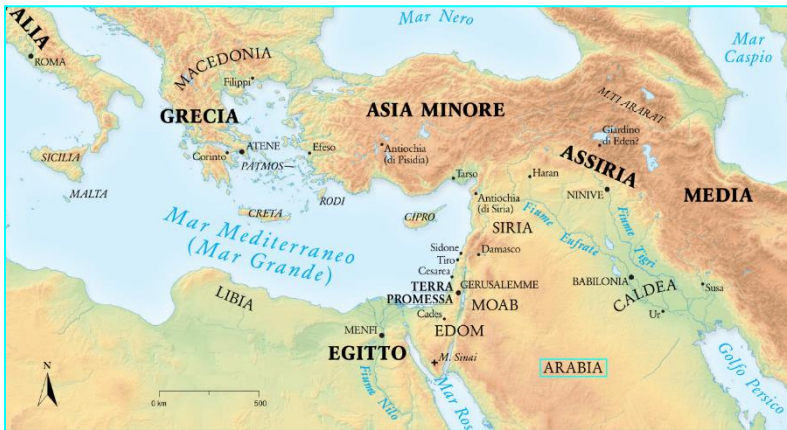 ALIA
ROMA
Mar Nero
Mar
Caspio
MACEDONIA
Filippi
GRECIA
ASIA MINORE
M.TI ARARAT
Giardino
di Eden?
ATENE
Corinto
PATMOS
Efeso
Antiochia
(di Pisidia)
ASSIRIA
MEDIA
SICILIA
MALTA
Tarso
Haran
NINIVE
RODI
CRETA
CIPRO
Antiochia
(di Siria)
SIRIA
Fiume Eufrate
Fiume Tigri
Mar Mediterraneo
(Mar Grande)
Sidone
Tiro
Cesarea
Damasco
TERRA
PROMESSA
GERUSALEMME
MOAB
BABILONIA
CALDEA
Susa
Ur
LIBIA
Cades
EDOM
MENFI
EGITTO
M. Sinai
ARABIA
Golfo Persico
Fiume Nilo
Mar Ros
N
0 km
500